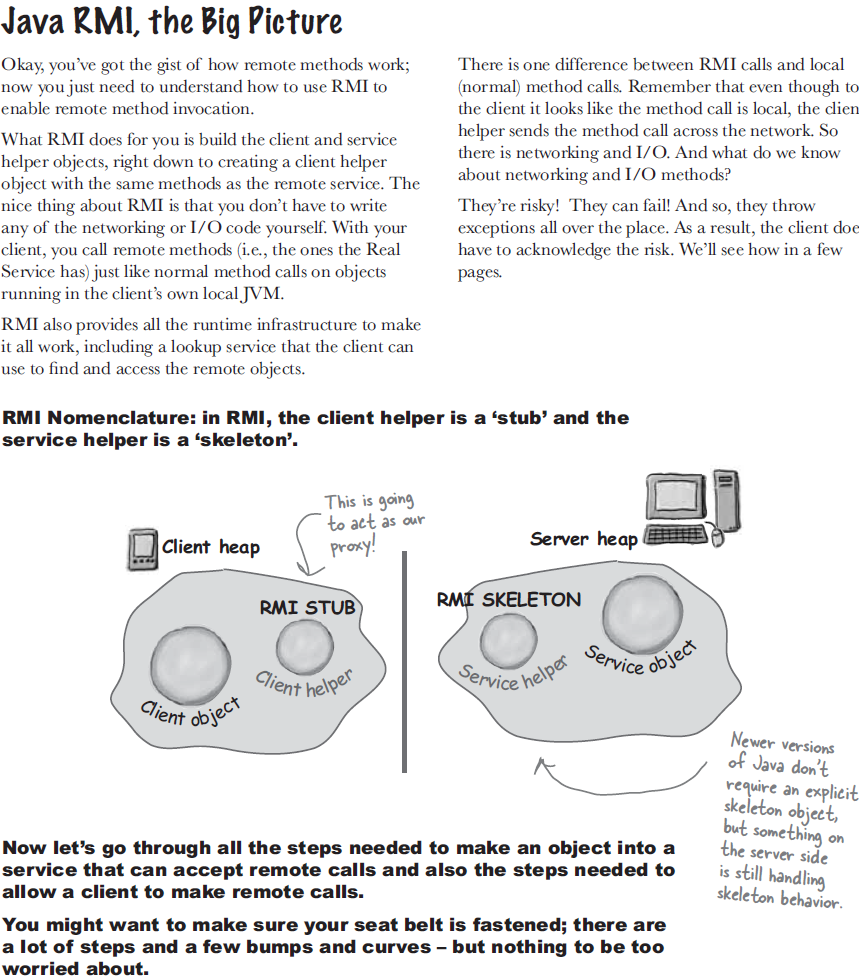 Java RMI, the Big Picture
Okay, you've got the gist of how remote methods work;
now you just need to understand how to use RMI to
enable remote method invocation.
What RMI does for you is build the client and service
helper objects, right down to creating a client helper
object with the same methods as the remote service. The
nice thing about RMI is that you don't have to write
any of the networking or I/O code yourself. With your
client, you call remote methods (i.e., the ones the Real
Service has) just like normal method calls on objects
running in the client's own local JVM.
RMI also provides all the runtime infrastructure to make
it all work, including a lookup service that the client can
use to find and access the remote objects.
There is one difference between RMI calls and local
(normal) method calls. Remember that even though to
the client it looks like the method call is local, the clien
helper sends the method call across the network. So
there is networking and I/O. And what do we know
about networking and I/O methods?
They're risky! They can fail! And so, they throw
exceptions all over the place. As a result, the client doe
have to acknowledge the risk. We'll see how in a few
pages.
RMI Nomenclature: in RMI, the client helper is a ‘stub’ and the
service helper is a ‘skeleton’.
This is going
to act as our
proxy!
Client heap
RMI STUB
Client object
Client helper
Server heap
RMI SKELETON
Service helper
Service object
Newer versions
of Java don't
require an explicit
skeleton object,
but something on
the server side
is still handling
skeleton behavior.
Now let's go through all the steps needed to make an object into a
service that can accept remote calls and also the steps needed to
allow a client to make remote calls.
You might want to make sure your seat belt is fastened; there are
a lot of steps and a few bumps and curves – but nothing to be too
worried about.